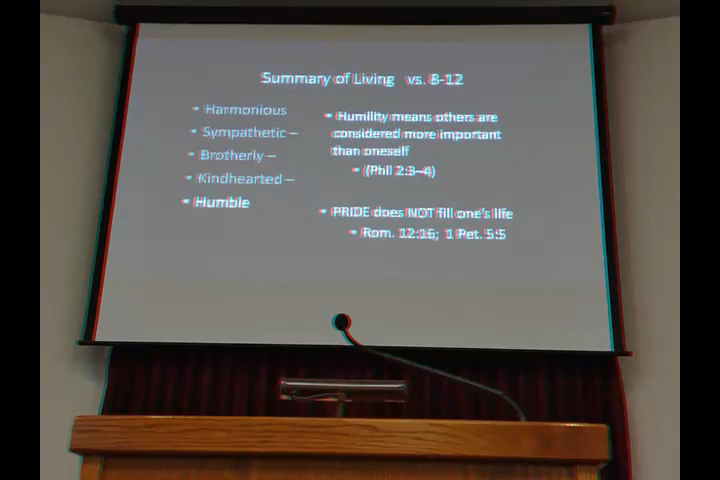 Summary of Living vs. 8-12
• Harmonious
• Sympathetic –
• Brotherly –
• Kindhearted –
• Humble
• Humility means others are
considered more important
than oneself
• (Phil 2:3–4)
• PRIDE does NOT fill one's life
• Rom. 12:16; 1 Pet. 5:5